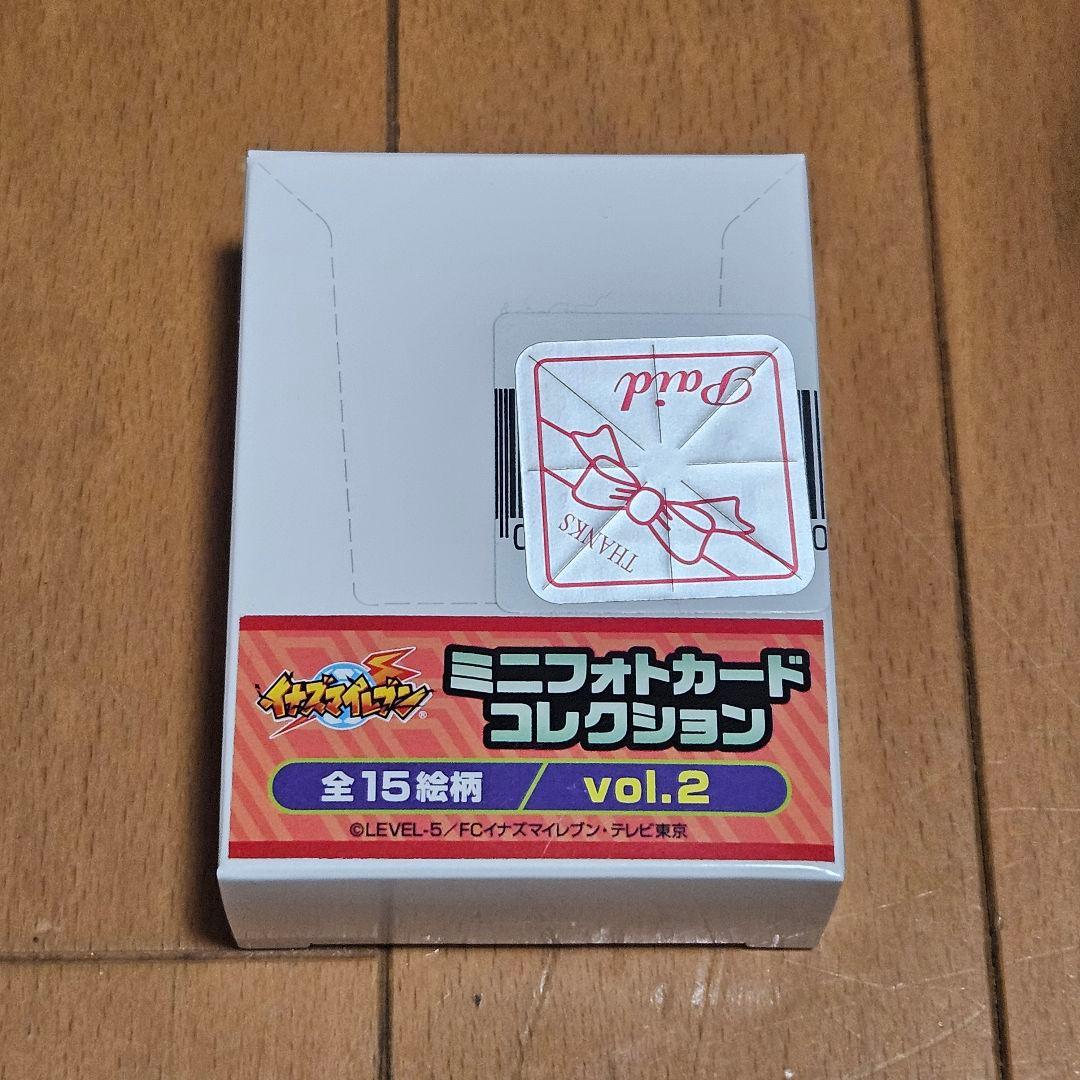 Paid
THANKS
0
0
イナズマイレブン®
ミニフォトカード
コレクション
全15絵柄/vol.2
©LEVEL-5/FCイナズマイレブン・テレビ東京